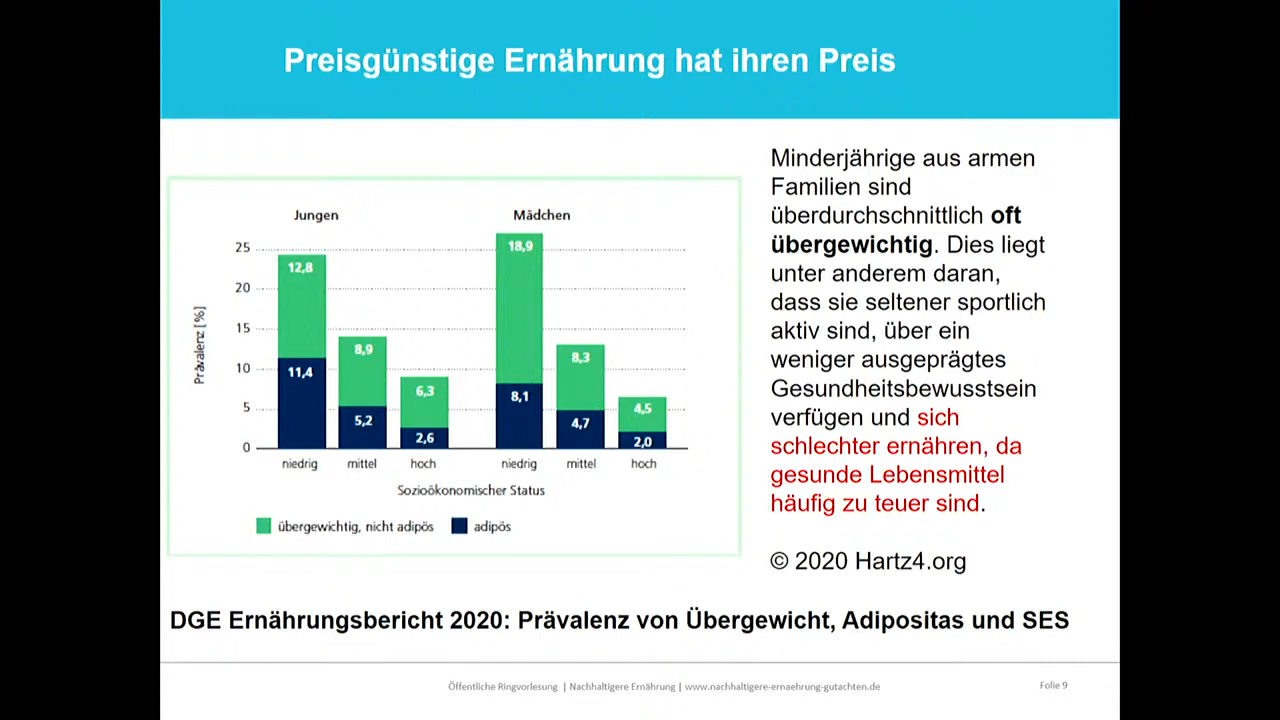 Preisgünstige Ernährung hat ihren Preis
Jungen
Mädchen
Prävalenz [%]
25
20
15
10
5
0
12,8
11,4
8,9
5,2
6,3
2,6
18,9
8,1
8,3
4,7
4,5
2,0
niedrig mittel hoch niedrig mittel hoch
Sozioökonomischer Status
übergewichtig, nicht adipös adipös
Minderjährige aus armen
Familien sind
überdurchschnittlich oft
übergewichtig. Dies liegt
unter anderem daran,
dass sie seltener sportlich
aktiv sind, über ein
weniger ausgeprägtes
Gesundheitsbewusstsein
verfügen und sich
schlechter ernähren, da
gesunde Lebensmittel
häufig zu teuer sind.
© 2020 Hartz4.org
DGE Ernährungsbericht 2020: Prävalenz von Übergewicht, Adipositas und SES
Öffentliche Ringvorlesung | Nachhaltigere Ernährung | www.nachhaltigere-ernaehrung-gutachten.de
Folie 9